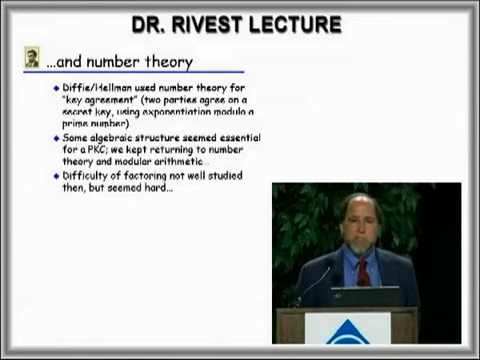 DR. RIVEST LECTURE
...and number theory
Diffie/Hellman used number theory for
"key agreement" (two parties agree on a
secret key, using exponentiation modulo a
prime number)
Some algebraic structure seemed essential
for a PKC; we kept returning to number
theory and modular arithmetic...
Difficulty of factoring not well studied
then, but seemed hard...